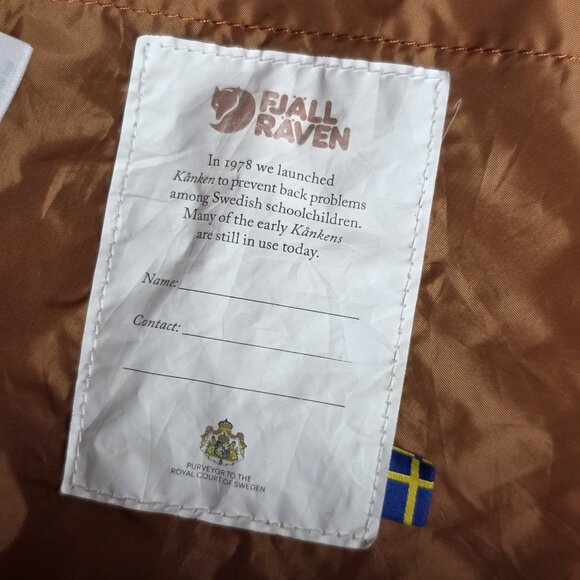 FJÄLL
RÄVEN
In 1978 we launched
Kånken to prevent back problems
among Swedish schoolchildren.
Many of the early Kånkens
are still in use today.
Name:
Contact:
PURVEYOR TO THE
ROYAL COURT OF SWEDEN